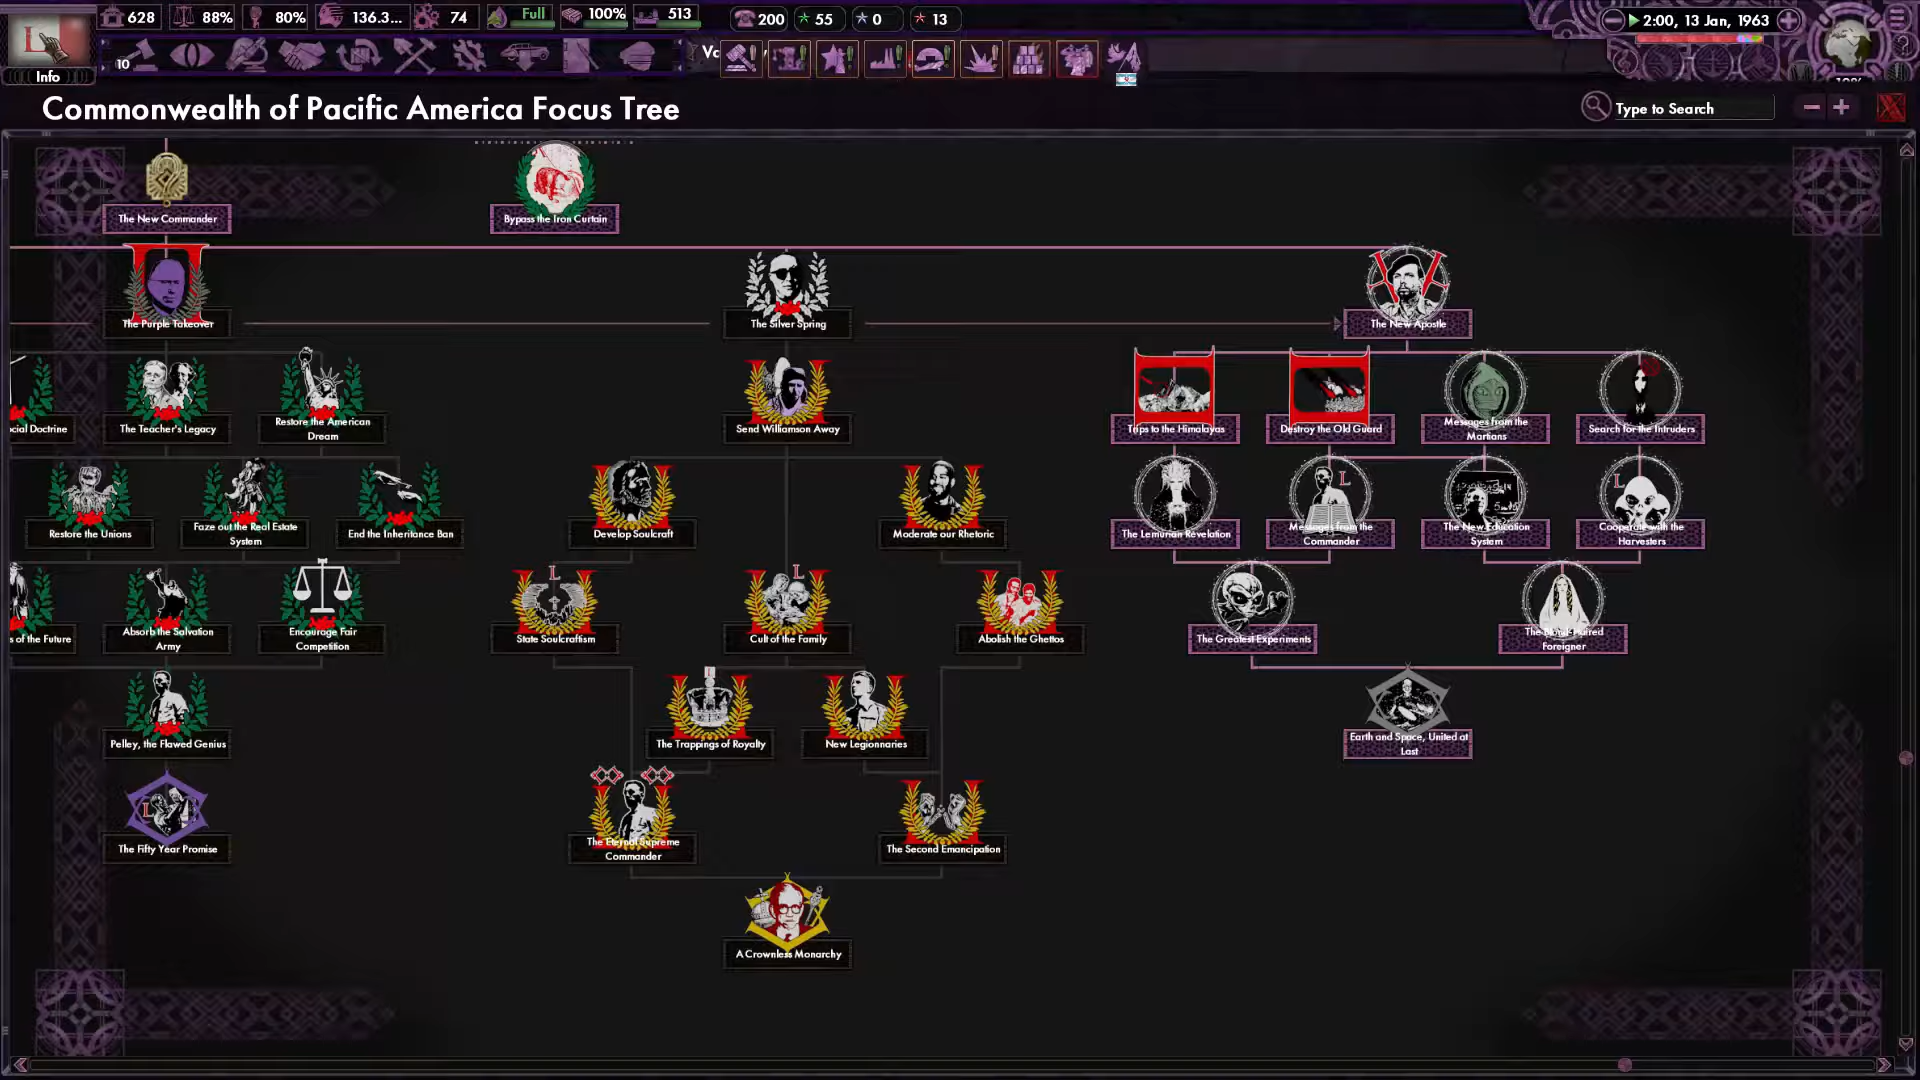 628
88%
80%
136.3...
74
Full
100%
513
200
55
0
13
2:00, 13 Jan, 1963
Info
10
Commonwealth of Pacific America Focus Tree
Type to Search
The New Commander
Bypass the Iron Curtain
The Purple Takeover
The Silver Spring
The New Apostle
cial Doctrine
The Teacher's Legacy
Restore the American
Dream
Send Williamson Away
Trips to the Himalayas
Destroy the Old Guard
Messages from the
Martians
Search for the Intruders
Restore the Unions
Faze out the Real Estate
System
End the Inheritance Ban
Develop Soulcraft
Moderate our Rhetoric
The Lemurian Revelation
Messages from the
Commander
The New Education
System
Cooperate with the
Harvesters
s of the Future
Absorb the Salvation
Army
Encourage Fair
Competition
State Soulcraftism
Cult of the Family
Abolish the Ghettos
The Greatest Experiments
The Blond-Haired
Foreigner
Pelley, the Flawed Genius
The Trappings of Royalty
New Legionnaries
Earth and Space, United at
Last
The Fifty Year Promise
The Eternal Supreme
Commander
The Second Emancipation
A Crownless Monarchy